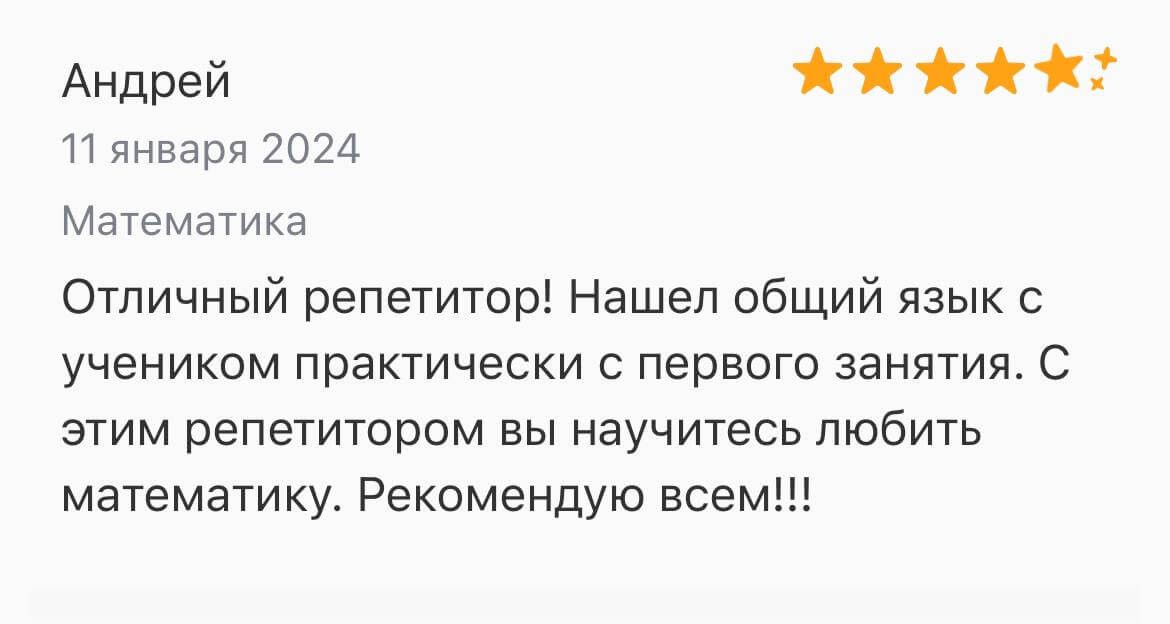 Андрей
11 января 2024
Математика
Отличный репетитор! Нашел общий язык с
учеником практически с первого занятия. С
этим репетитором вы научитесь любить
математику. Рекомендую всем!!!